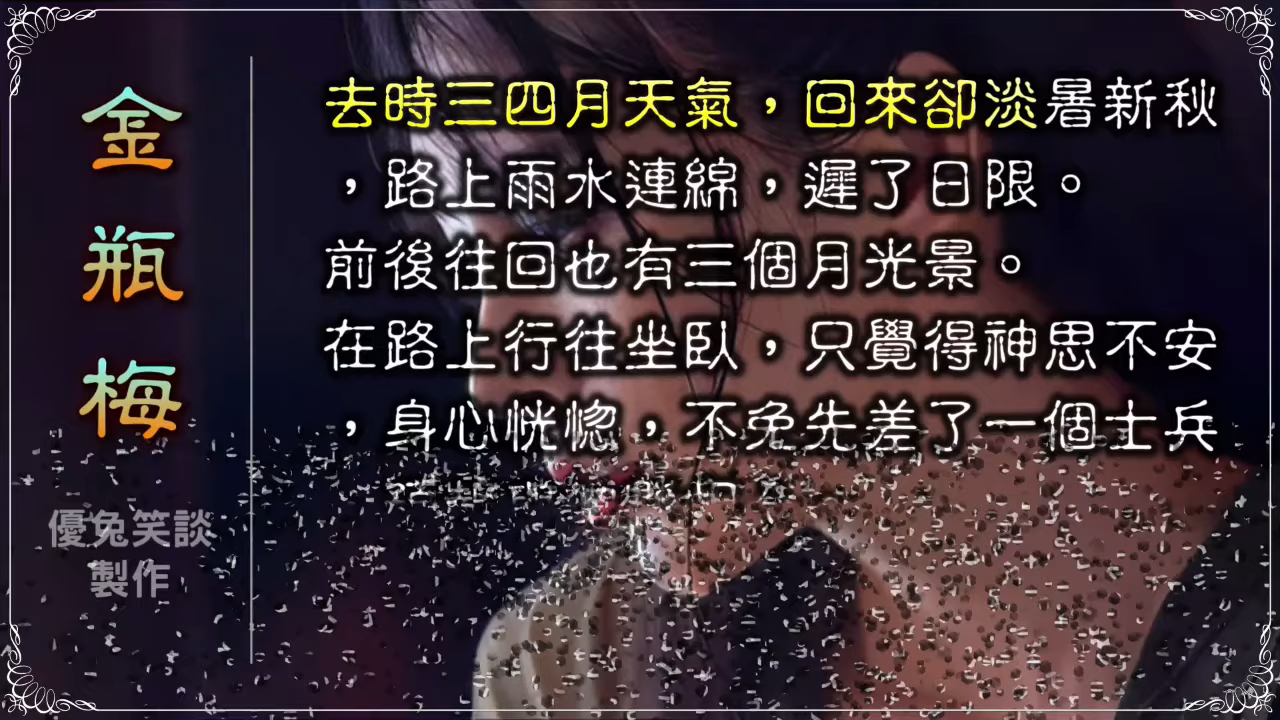 金瓶梅
優兔笑談
製作
去時三四月天氣，回來卻淡暑新秋
，路上雨水連綿，遲了日限。
前後往回也有三個月光景。
在路上行往坐臥，只覺得神思不安
，身心恍惚，不免先差了一個士兵